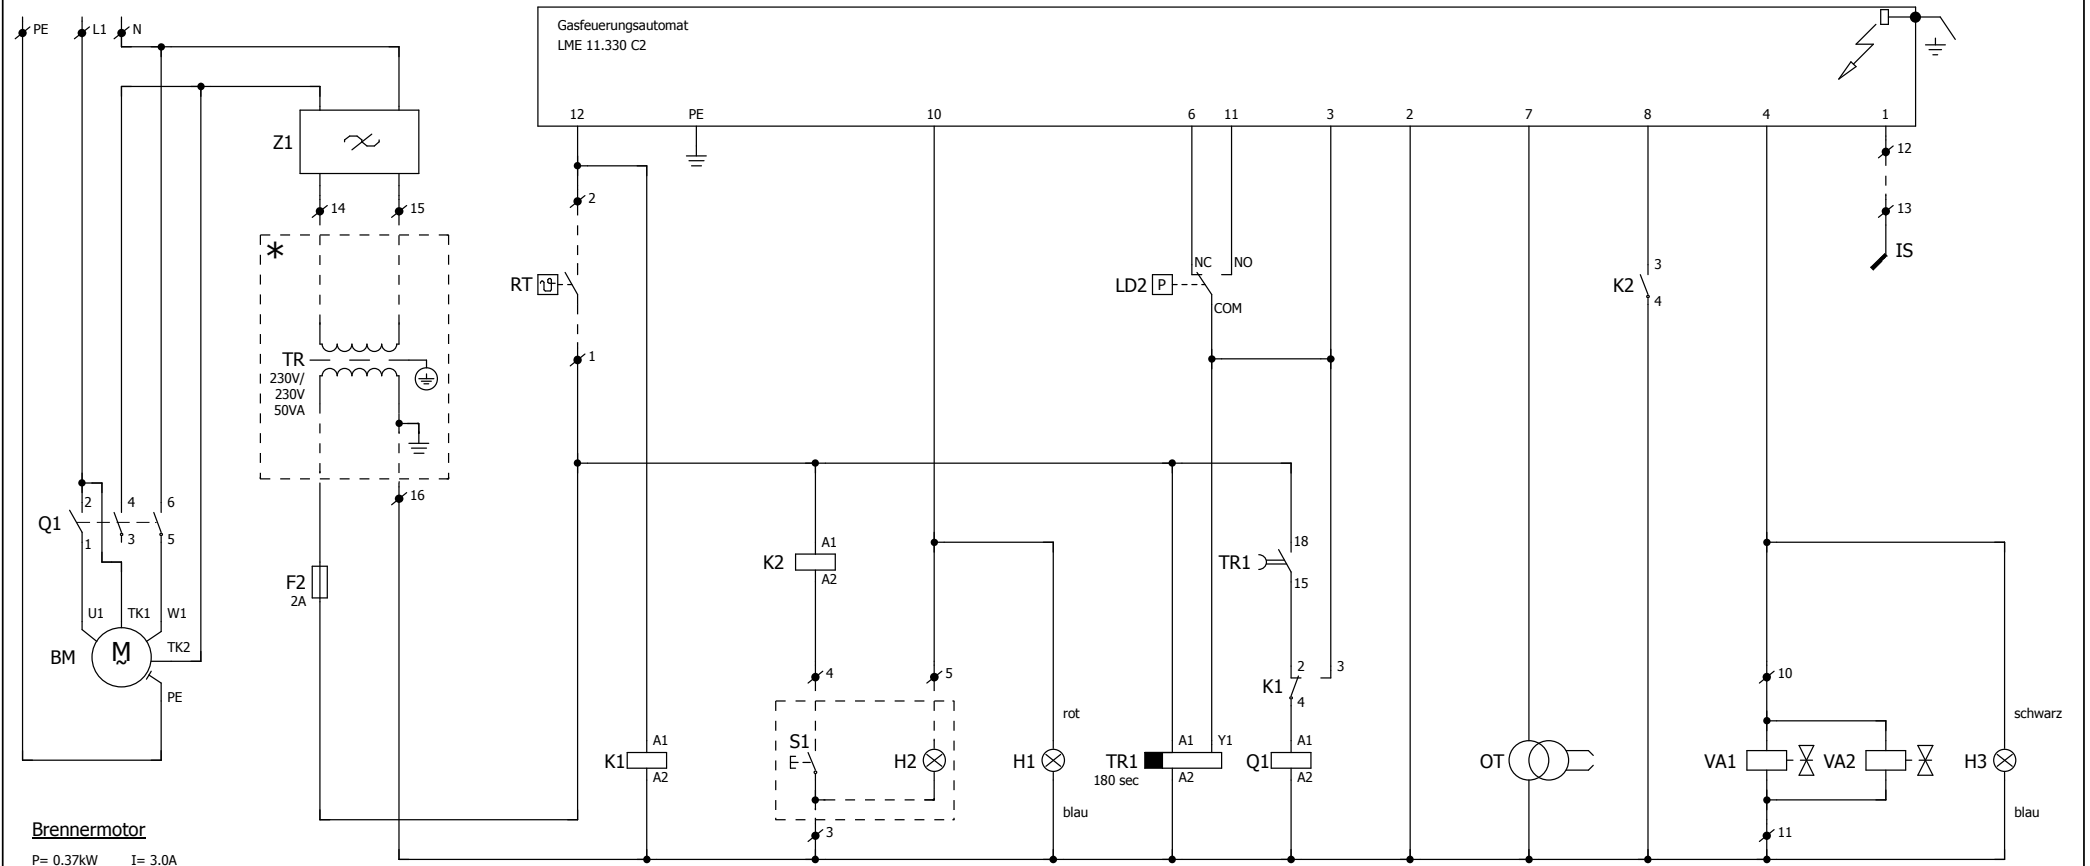 PE
L1
N
Gasfeuerungsautomat
LME 11.330 C2
12
PE
10
6
11
3
2
7
8
4
1
Z1
14
15
2
12
13
IS
*
RT
LD2
P
NC
NO
COM
K2
3
4
TR
230V/
230V
50VA
1
16
Q1
2
4
6
1
3
5
F2
2A
K2
A1
A2
TR1
18
15
U1
TK1
W1
BM
M
~
TK2
PE
4
5
K1
2
3
4
10
rot
schwarz
K1
A1
A2
S1
E
H2
H1
TR1
180 sec
A1
Y1
A2
Q1
A1
A2
OT
VA1
VA2
H3
blau
blau
3
11
Brennermotor
P= 0.37kW I= 3.0A